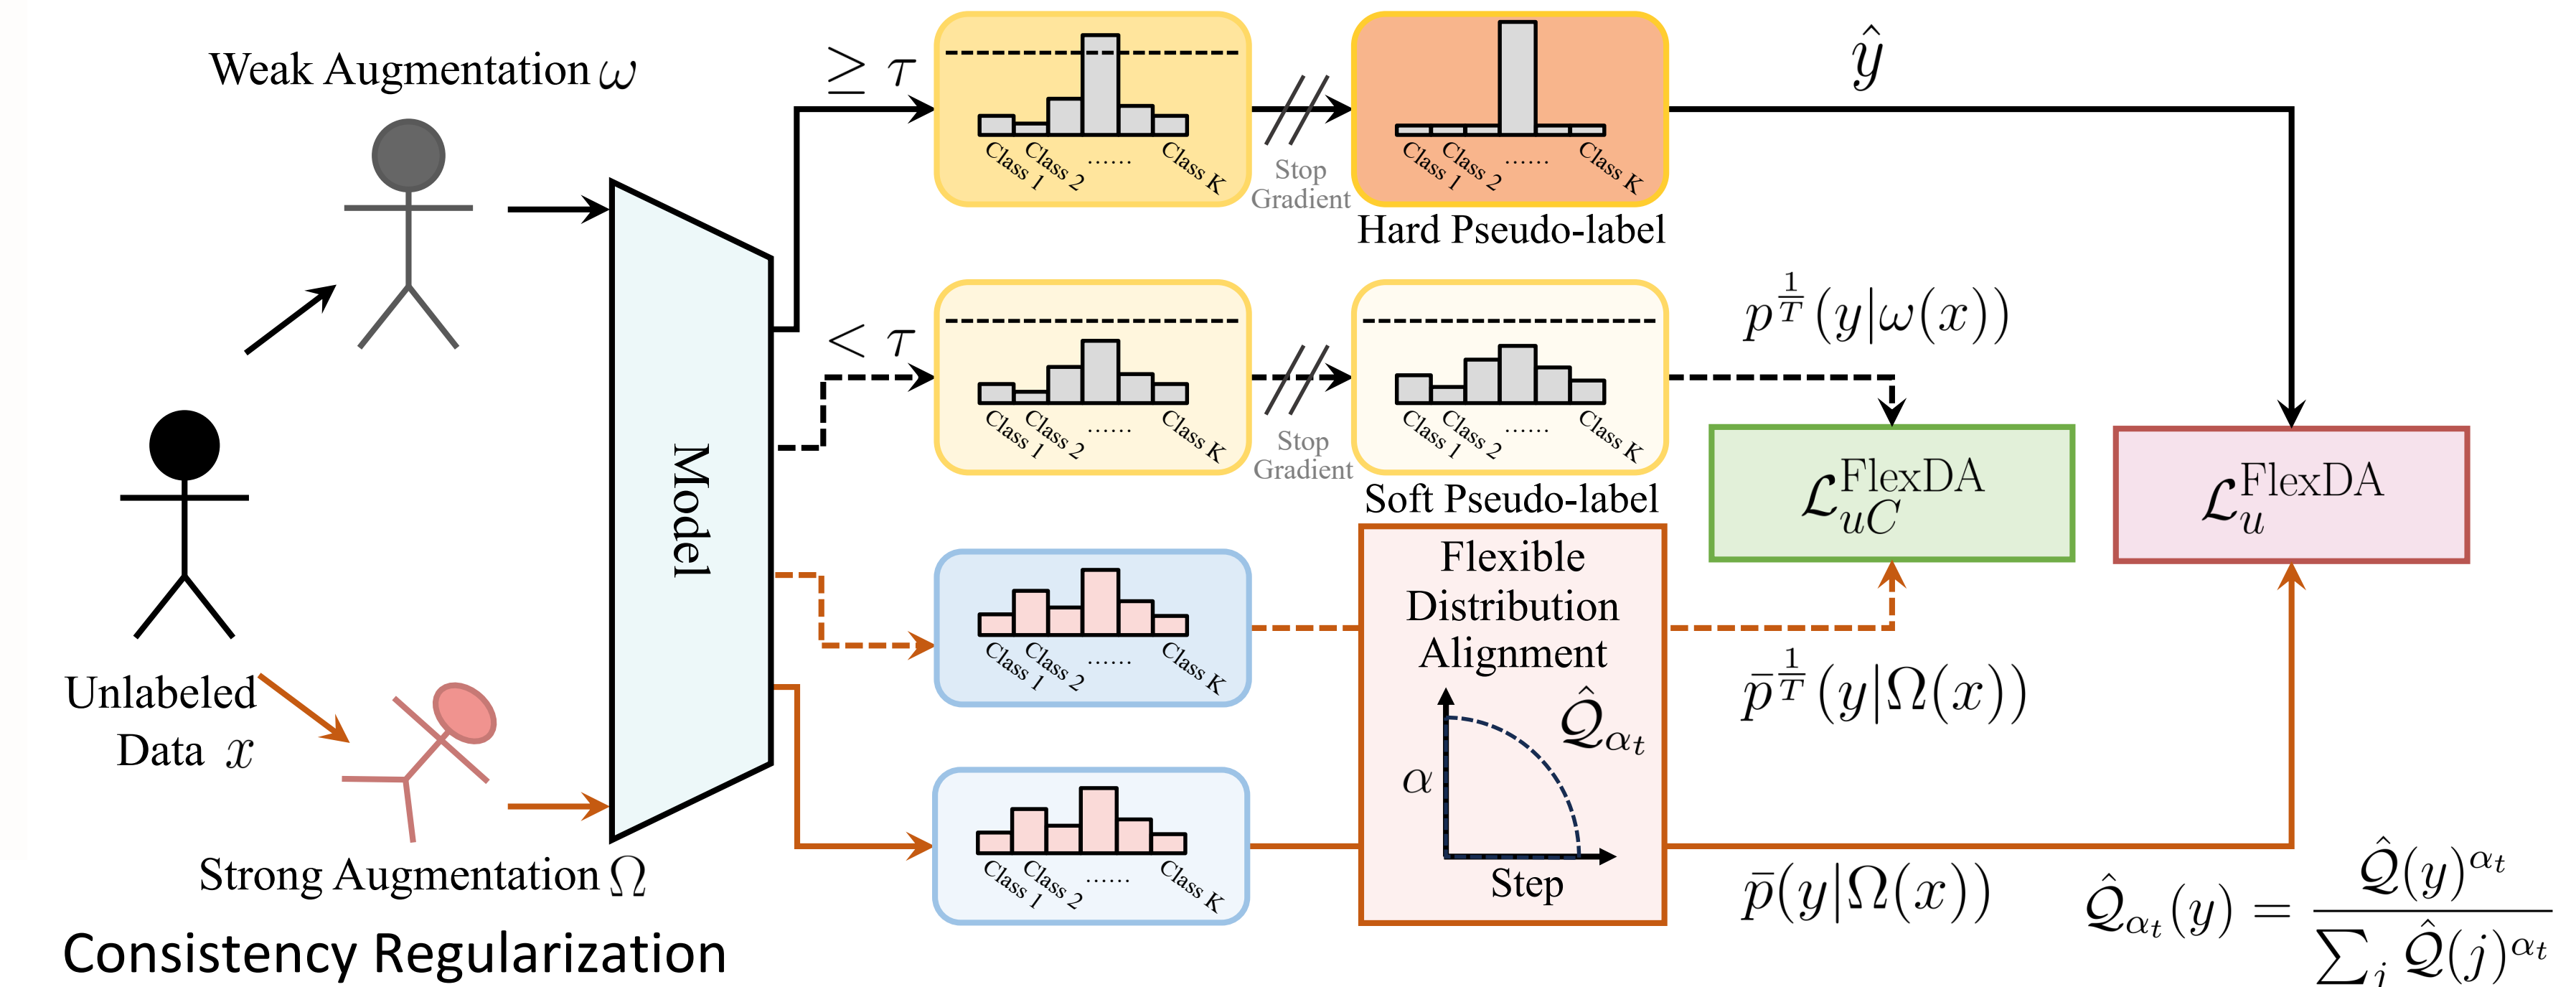 Weak Augmentation ω
≥ τ
Class 1 Class 2 ...... Class K
Stop
Gradient
Class 1 Class 2 ...... Class K
Hard Pseudo-label
ŷ
< τ
Class 1 Class 2 ...... Class K
Stop
Gradient
Class 1 Class 2 ...... Class K
Soft Pseudo-label
p^{1/T}(y|ω(x))
Model
Unlabeled
Data x
Strong Augmentation Ω
Class 1 Class 2 ...... Class K
Class 1 Class 2 ...... Class K
Flexible
Distribution
Alignment
Q̂_{α_t}
α
Step
ℒ_{uC}^{FlexDA}
ℒ_u^{FlexDA}
p̄^{1/T}(y|Ω(x))
p̄(y|Ω(x))
Q̂_{α_t}(y) = Q̂(y)^{α_t} / ∑_j Q̂(j)^{α_t}
Consistency Regularization